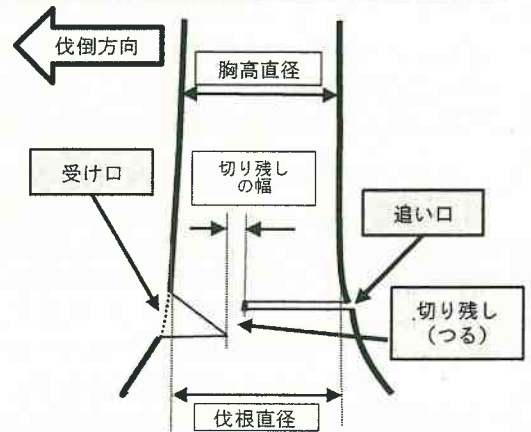 伐倒方向
胸高直径
受け口
切り残し
の幅
追い口
切り残し
（つる）
伐根直径